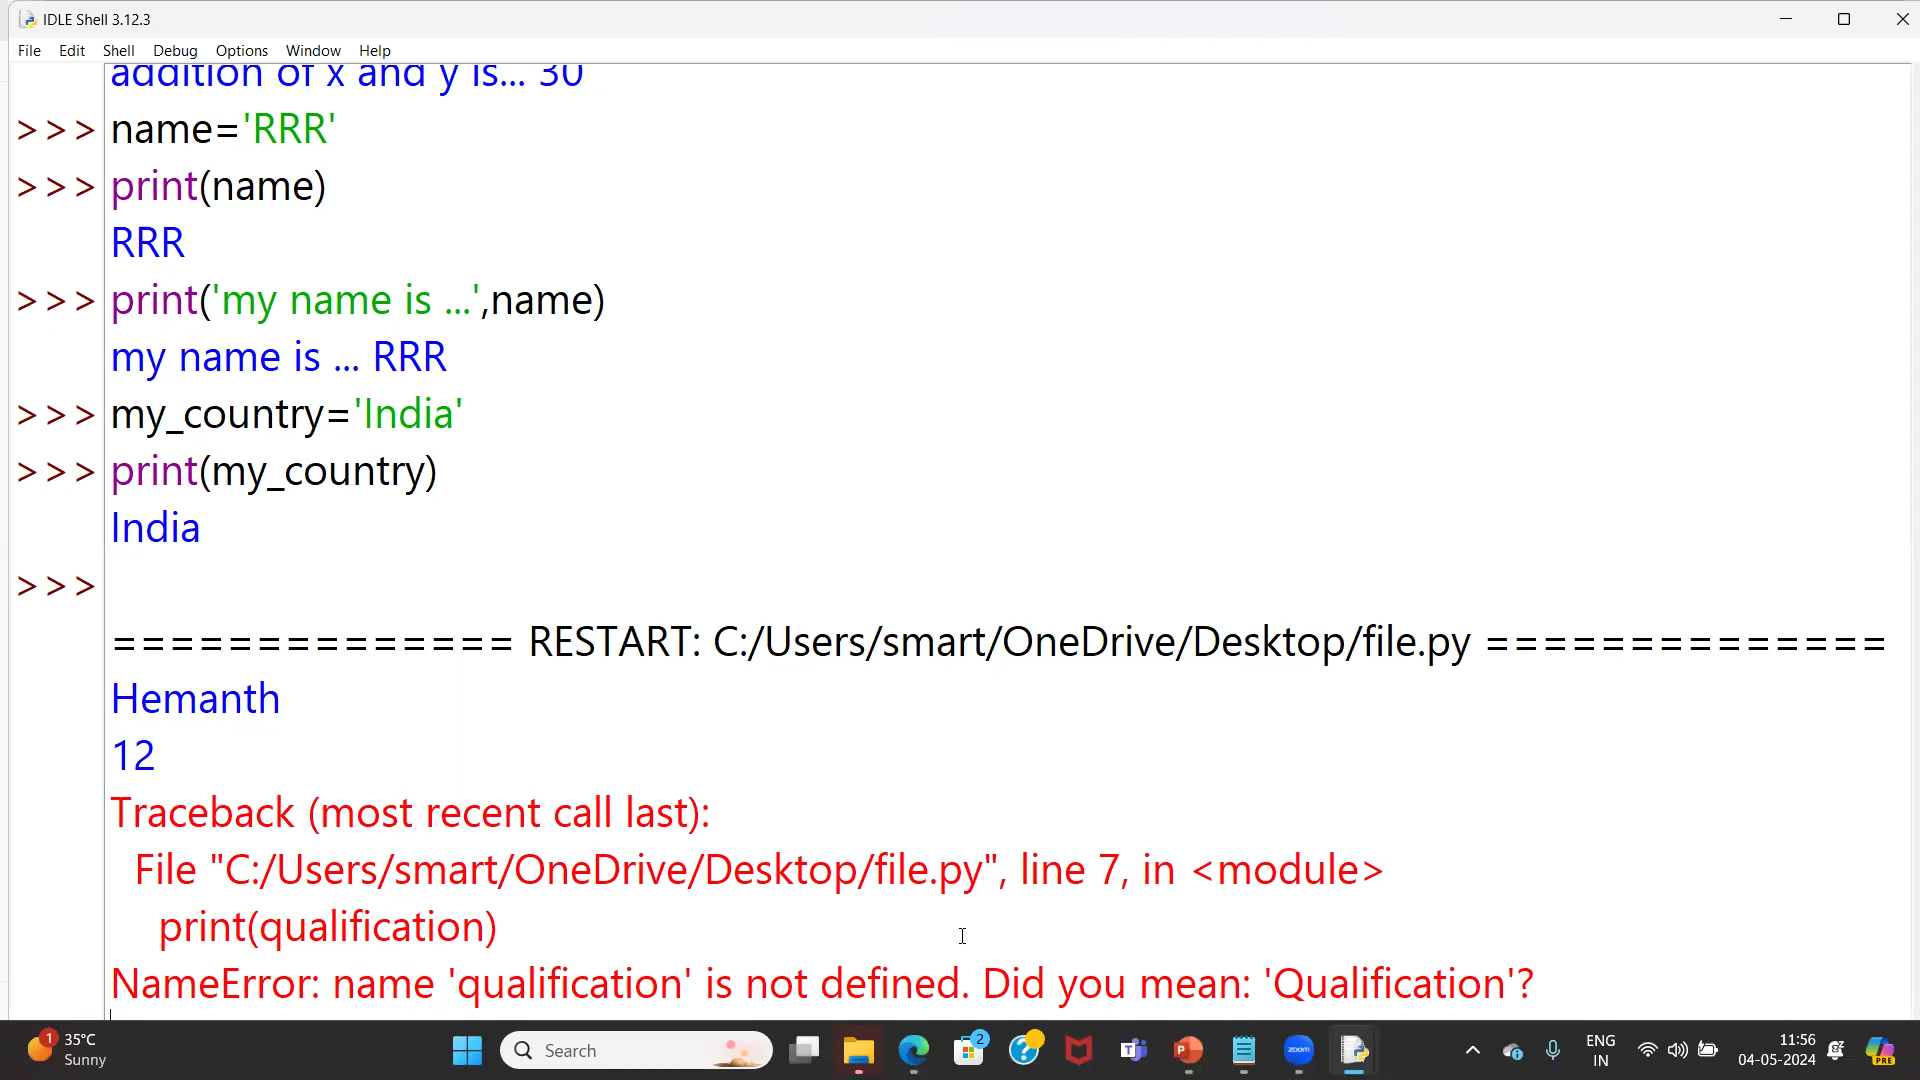 IDLE Shell 3.12.3
File Edit Shell Debug Options Window Help
addition of x and y is... 30
>>> name='RRR'
>>> print(name)
RRR
>>> print('my name is ...',name)
my name is ... RRR
>>> my_country='India'
>>> print(my_country)
India
>>>
============== RESTART: C:/Users/smart/OneDrive/Desktop/file.py ==============
Hemanth
12
Traceback (most recent call last):
File "C:/Users/smart/OneDrive/Desktop/file.py", line 7, in <module>
print(qualification)
NameError: name 'qualification' is not defined. Did you mean: 'Qualification'?
1 35°C
Sunny
Search
2
zoom
ENG
IN
11:56
04-05-2024
PRE